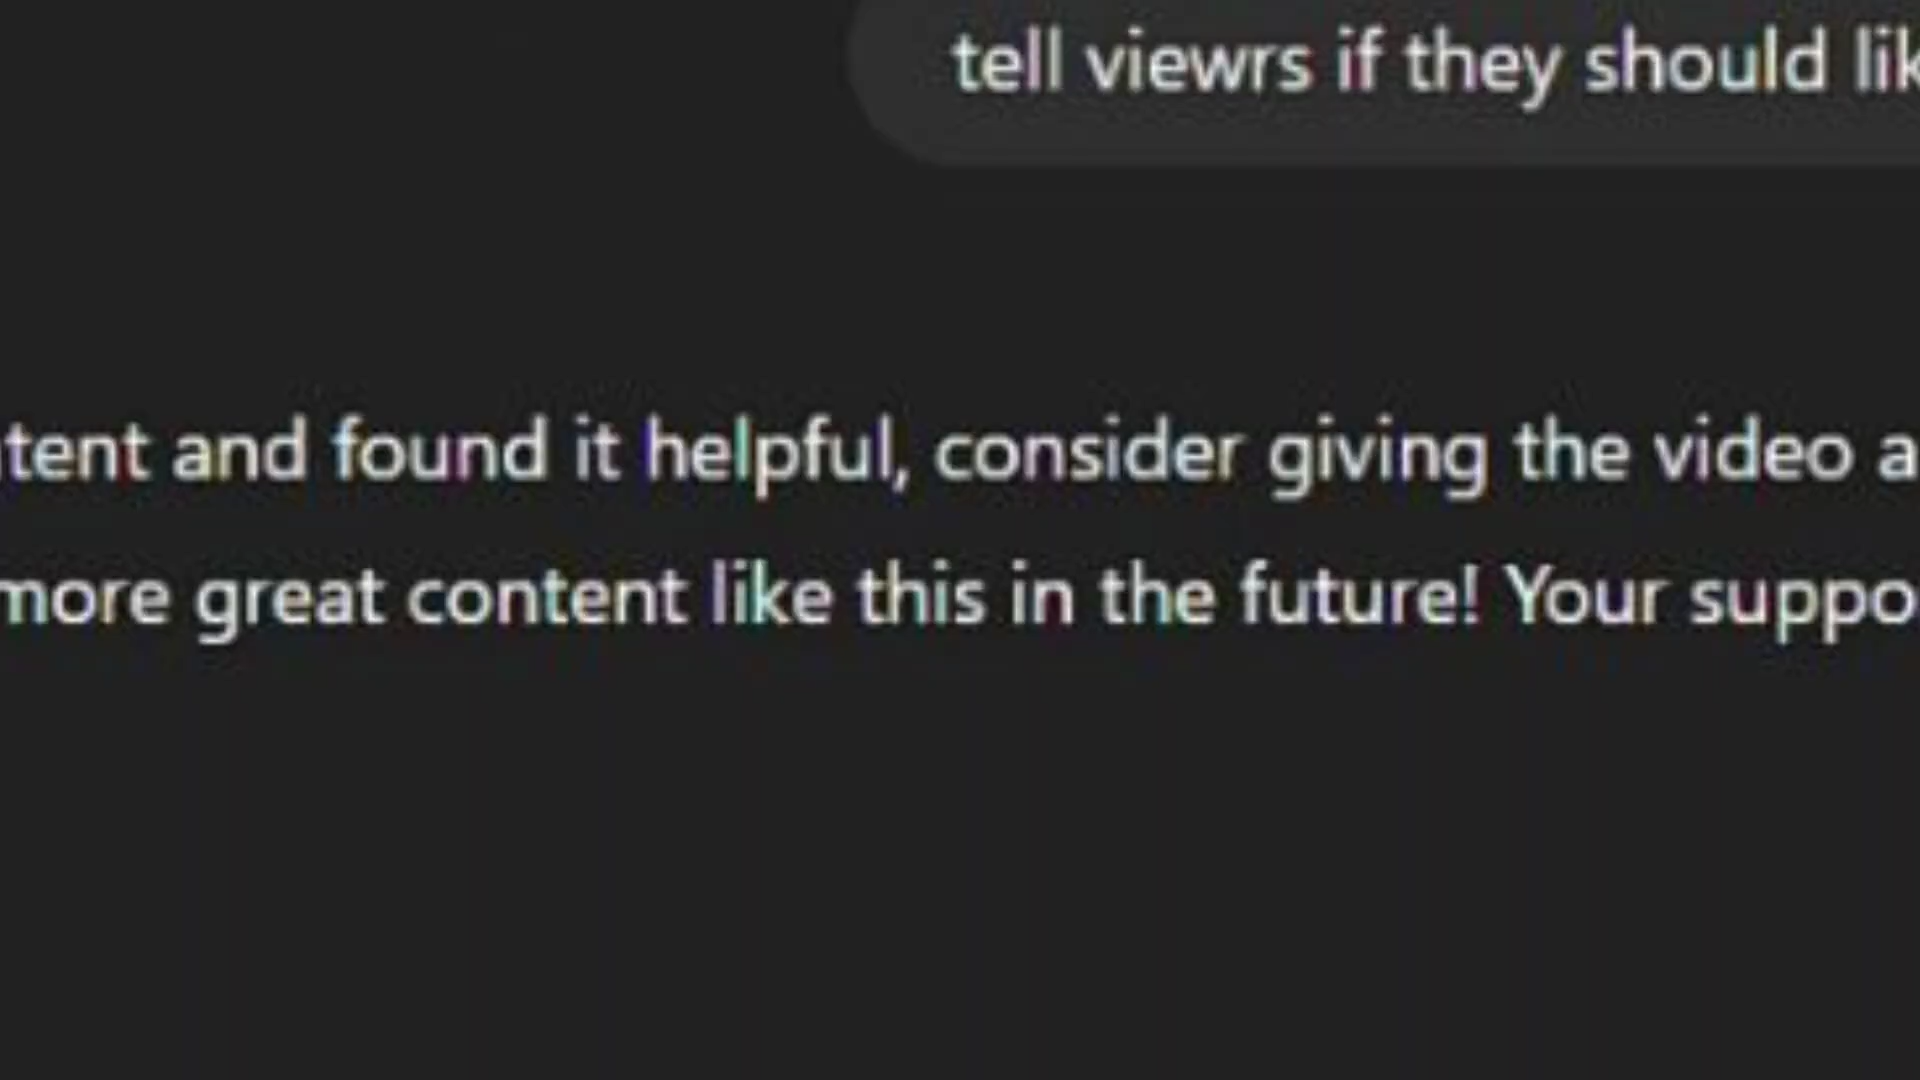 tell viewrs if they should lik
tent and found it helpful, consider giving the video a
more great content like this in the future! Your suppo